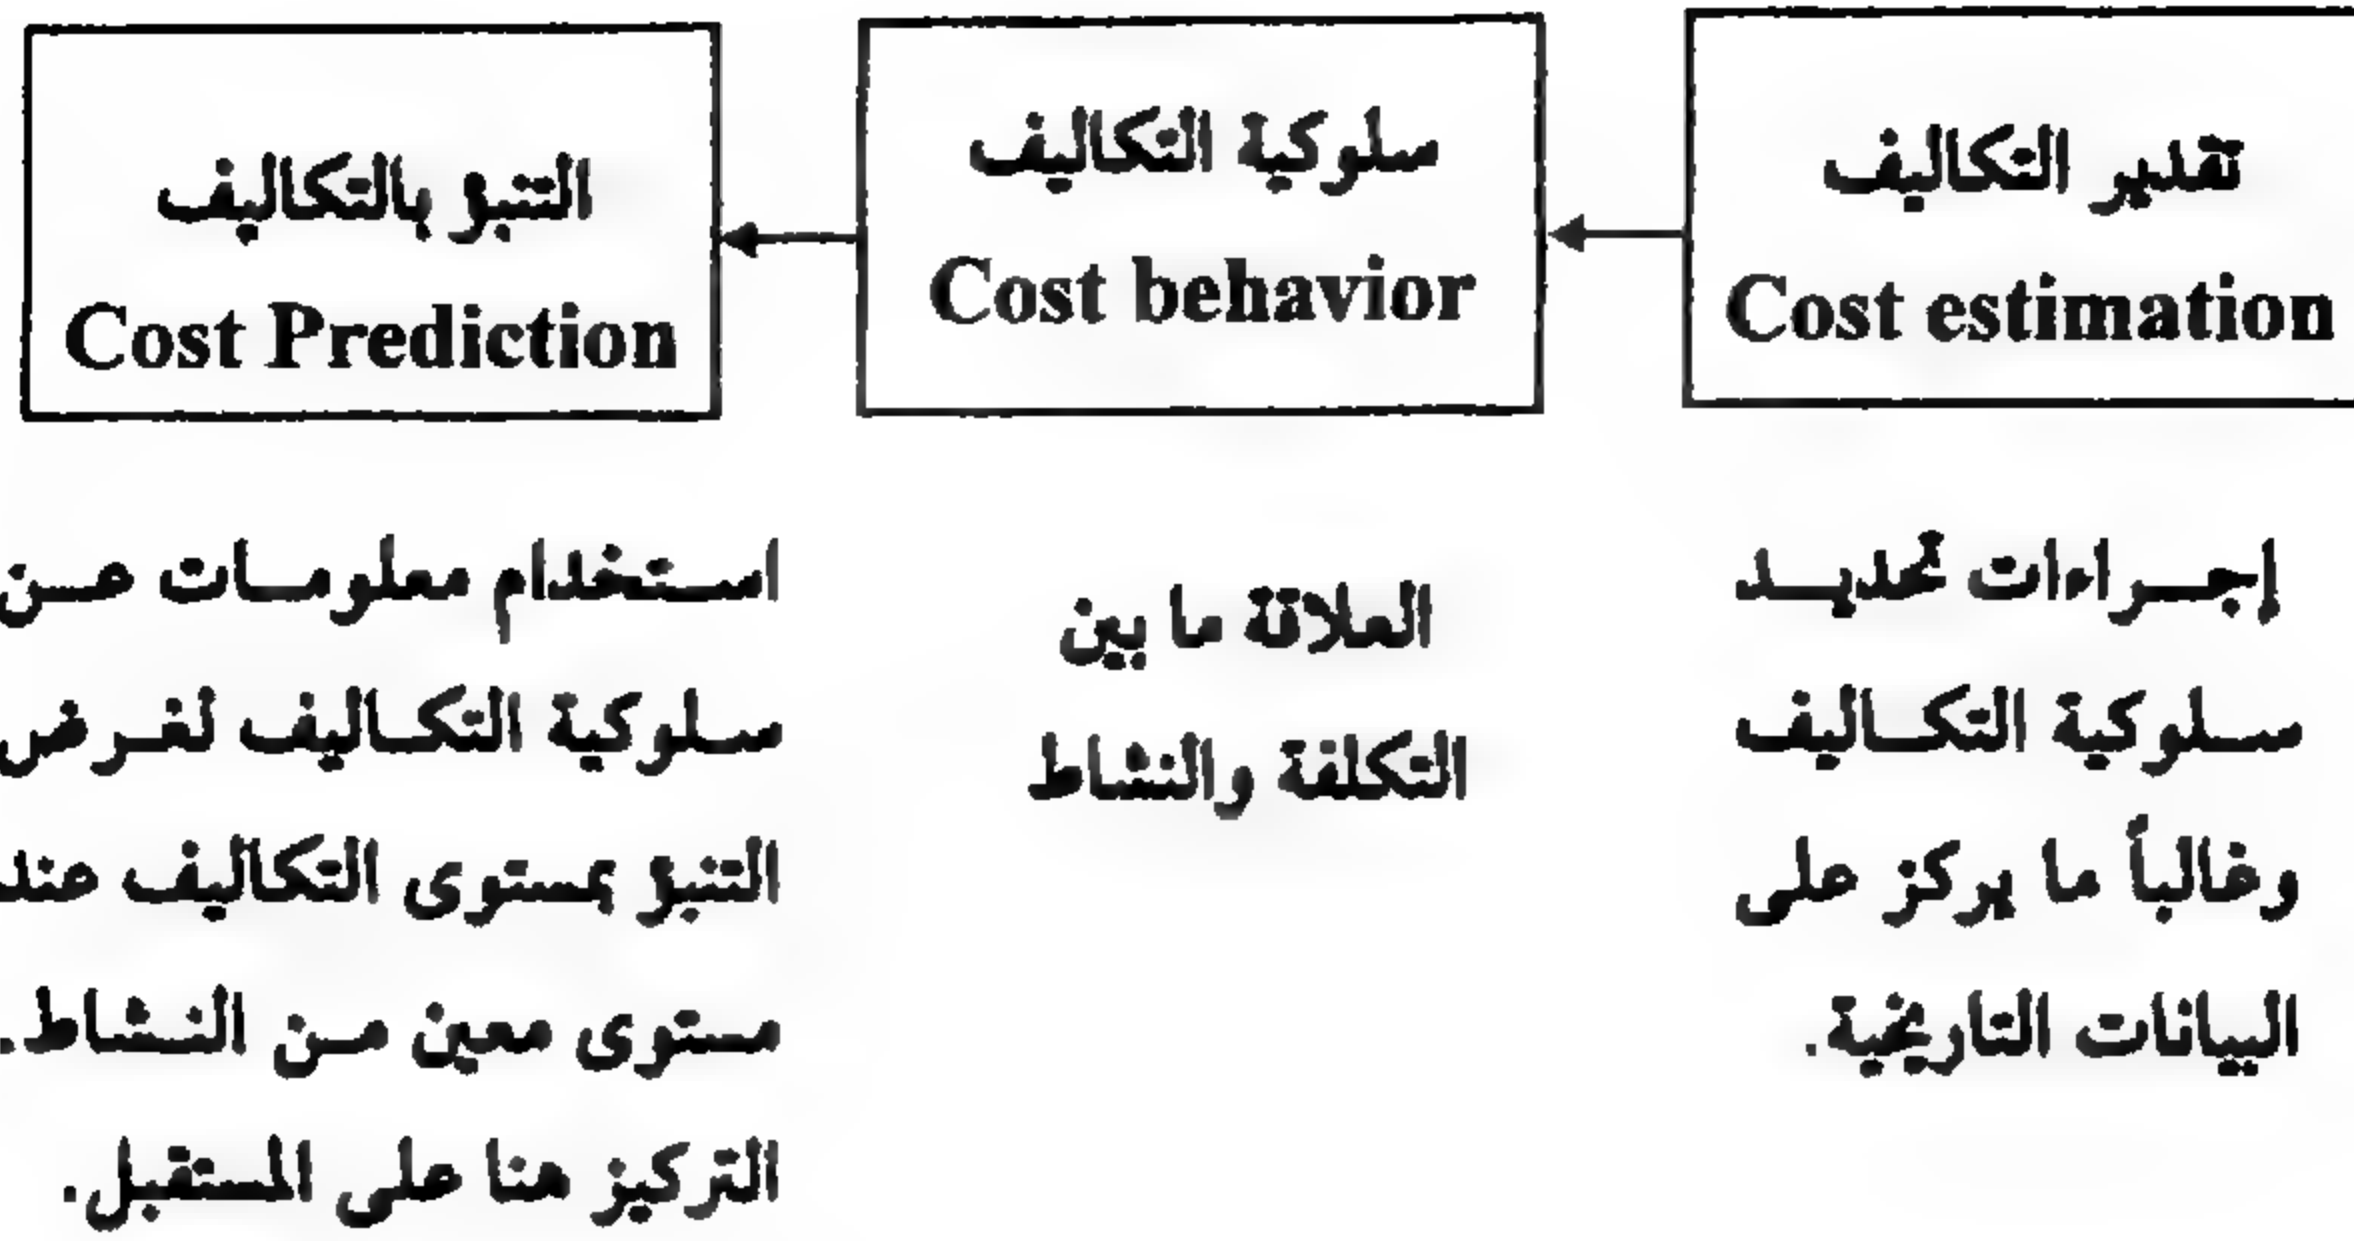 تقدير التكاليف
Cost estimation
سلوكية التكاليف
Cost behavior
التنبؤ بالتكاليف
Cost Prediction
إجراءات تحديد
سلوكية التكاليف
وغالباً ما يركز على
البيانات التاريخية.
العلاقة ما بين
التكلفة والنشاط
استخدام معلومات عن
سلوكية التكاليف لغرض
التنبؤ بمستوى التكاليف عند
مستوى معين من النشاط.
التركيز هنا على المستقبل.